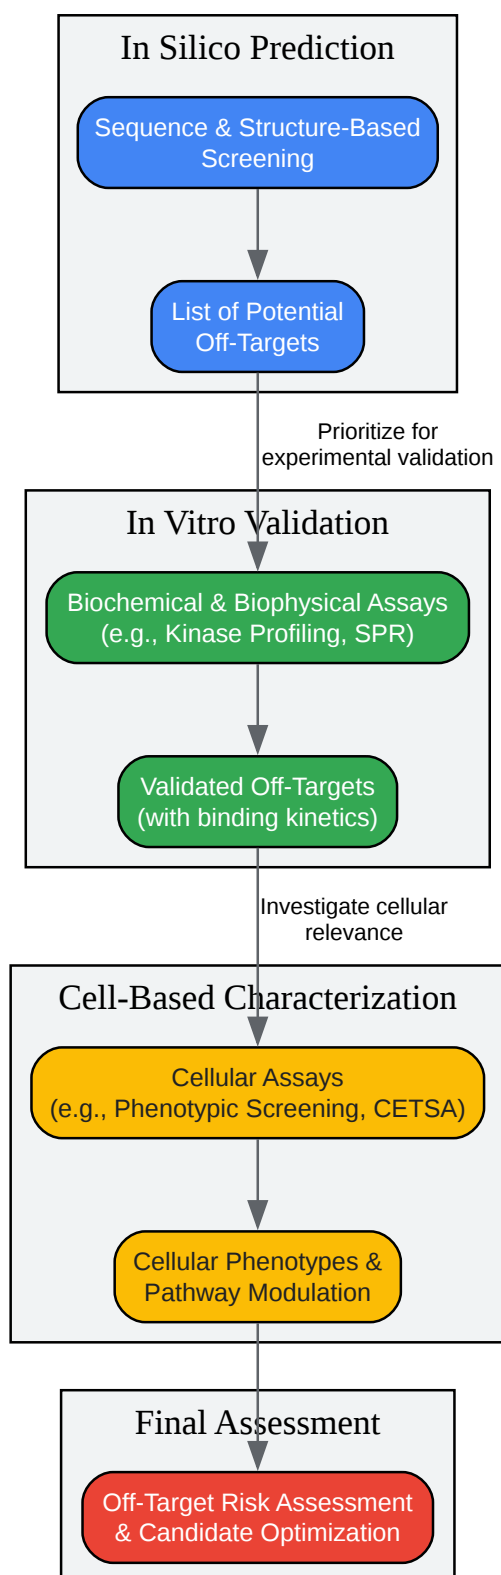 In Silico Prediction
Sequence & Structure-Based
Screening
List of Potential
Off-Targets
Prioritize for
experimental validation
In Vitro Validation
Biochemical & Biophysical Assays
(e.g., Kinase Profiling, SPR)
Validated Off-Targets
(with binding kinetics)
Investigate cellular
relevance
Cell-Based Characterization
Cellular Assays
(e.g., Phenotypic Screening, CETSA)
Cellular Phenotypes &
Pathway Modulation
Final Assessment
Off-Target Risk Assessment
& Candidate Optimization